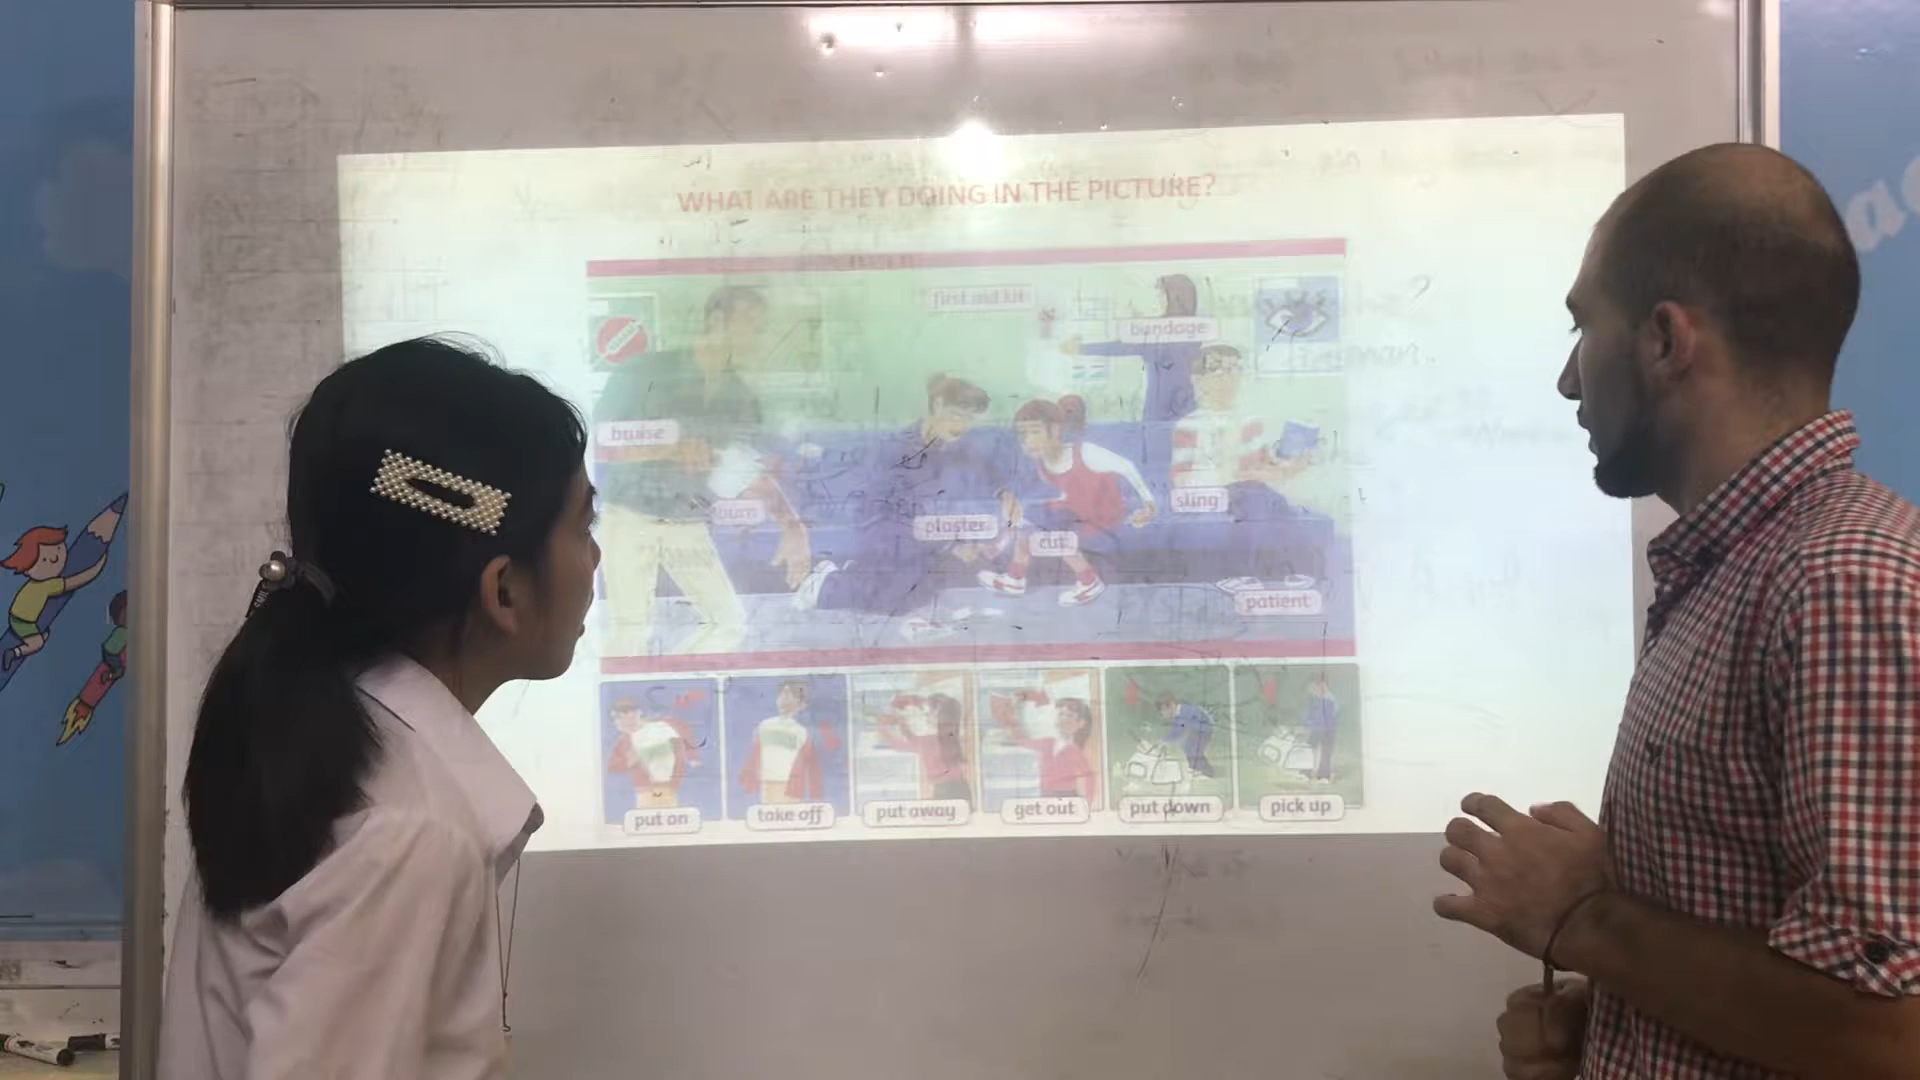 WHAT ARE THEY DOING IN THE PICTURE?
first aid kit
bandage
bruise
burn
plaster
cut
sling
patient
put on
take off
put away
get out
put down
pick up